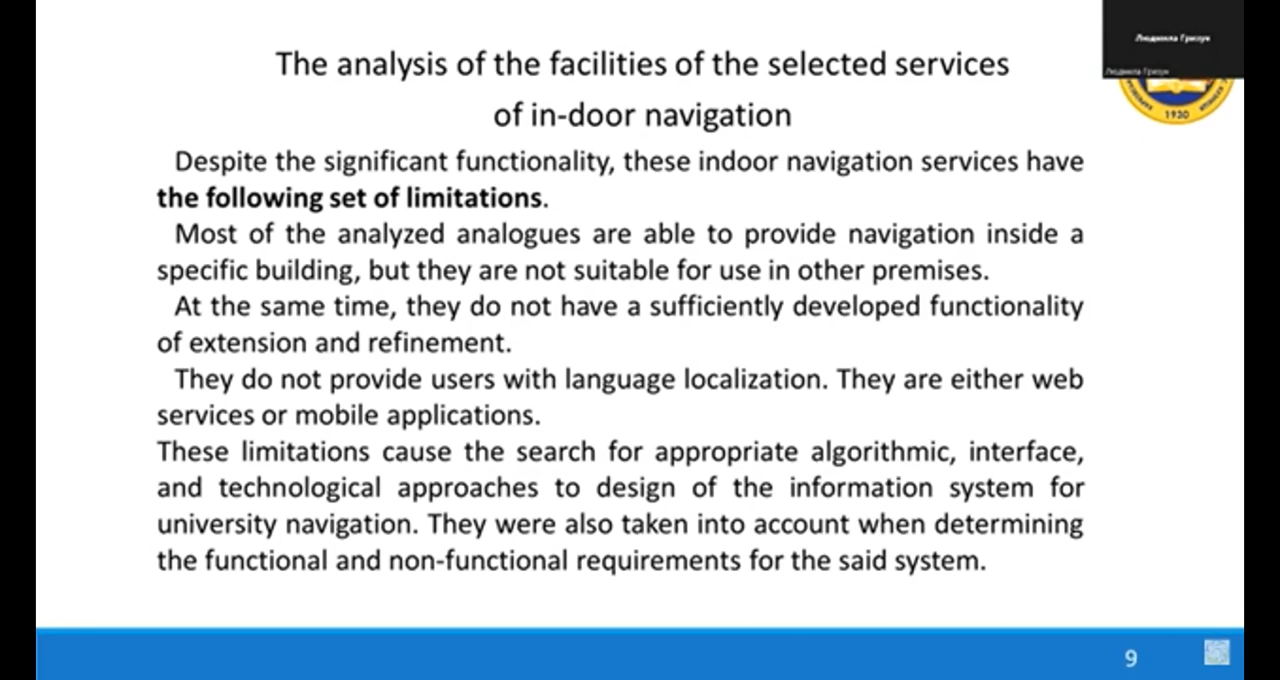 The analysis of the facilities of the selected services
of in-door navigation
Despite the significant functionality, these indoor navigation services have
the following set of limitations.
Most of the analyzed analogues are able to provide navigation inside a
specific building, but they are not suitable for use in other premises.
At the same time, they do not have a sufficiently developed functionality
of extension and refinement.
They do not provide users with language localization. They are either web
services or mobile applications.
These limitations cause the search for appropriate algorithmic, interface,
and technological approaches to design of the information system for
university navigation. They were also taken into account when determining
the functional and non-functional requirements for the said system.
Людмила Гризун
Людмила Гризун
1930
9